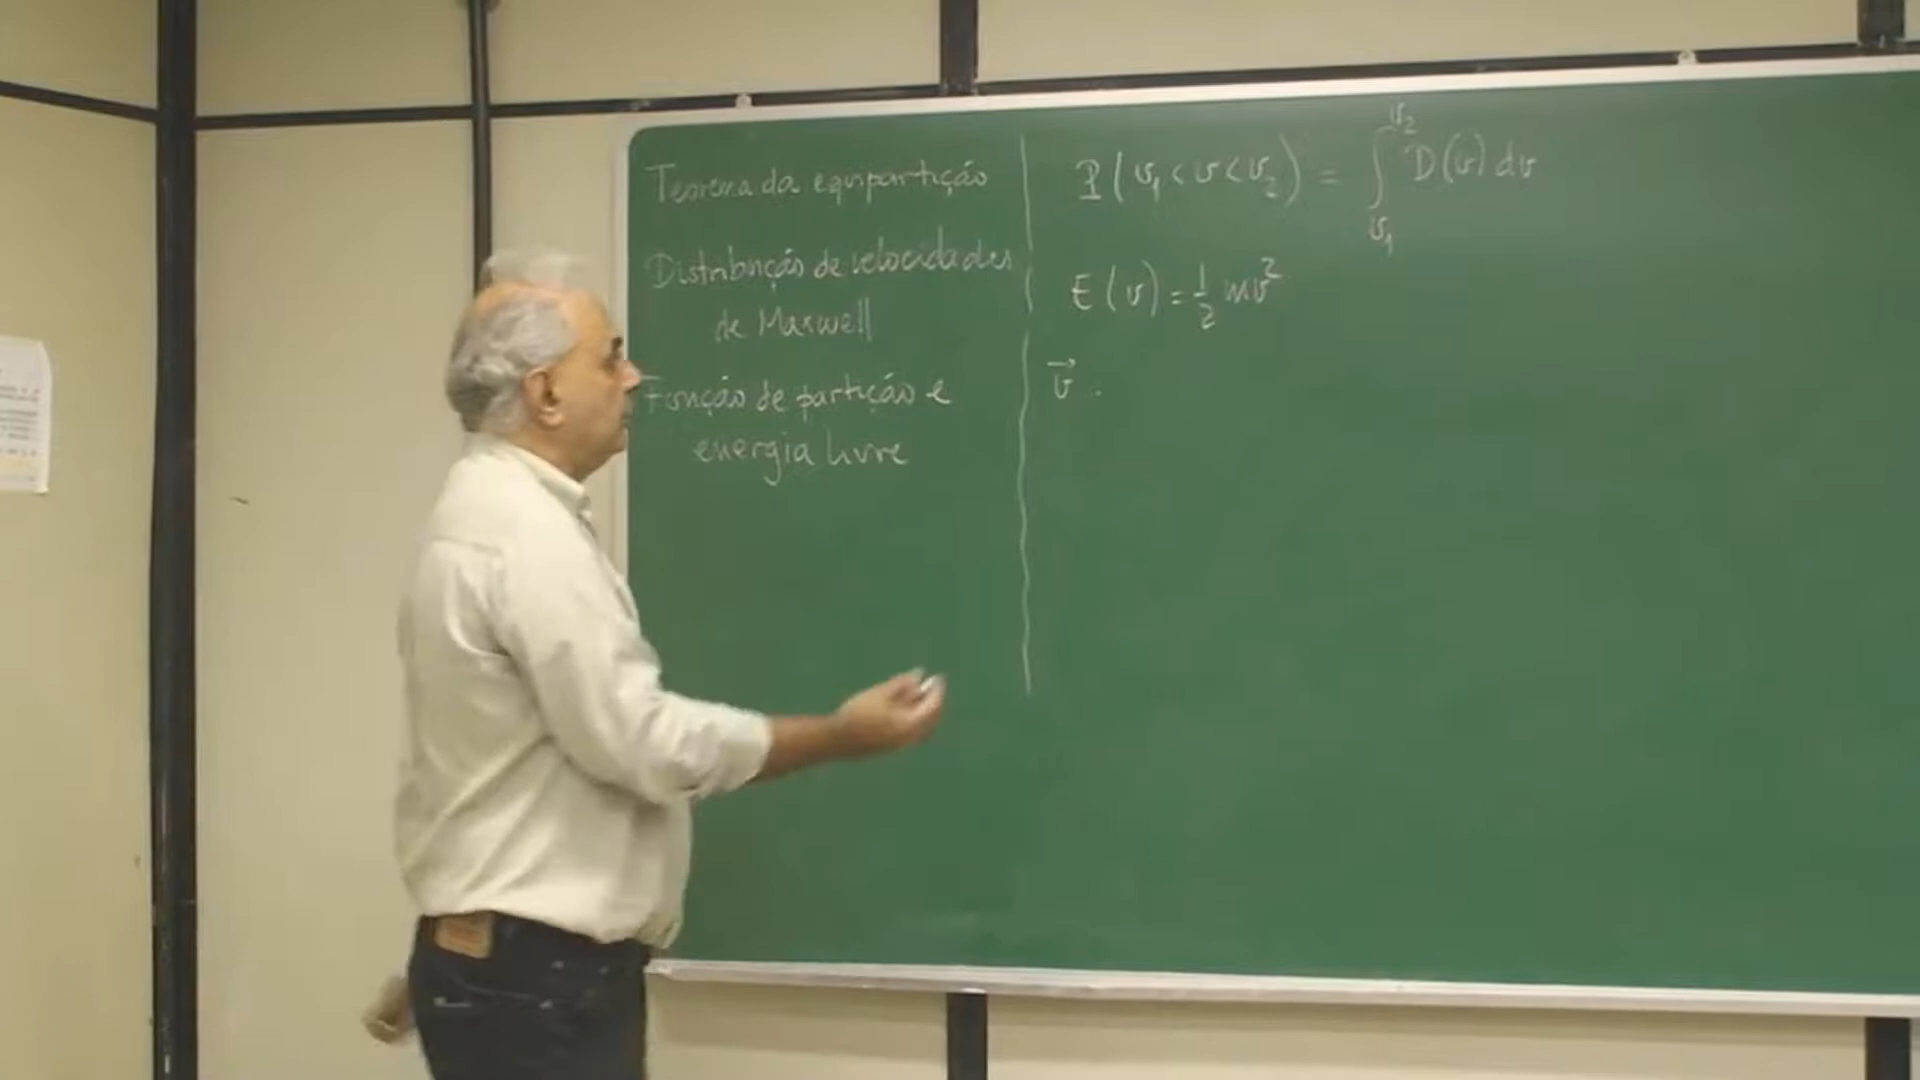 Teorema da equipartição
Distribuição de velocidades
de Maxwell
Função de partição e
energia livre
P(v₁ < v < v₂) = ∫_{v₁}^{v₂} D(v) dv
E(v) = ½ mv²
v⃗ :